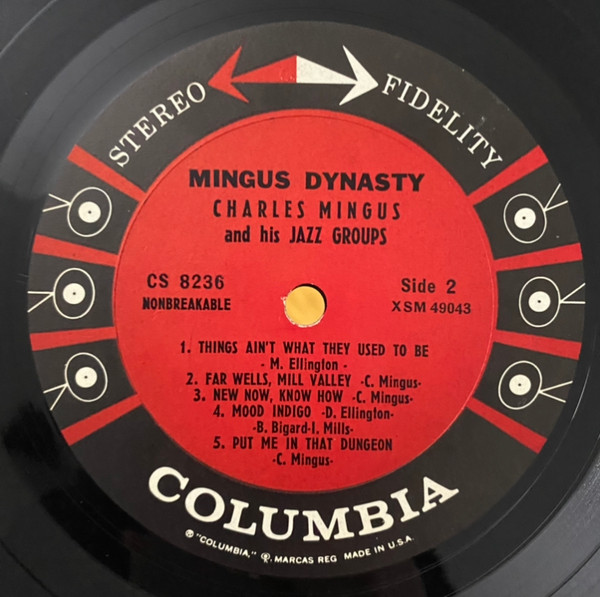 STEREO FIDELITY
MINGUS DYNASTY
CHARLES MINGUS
and his JAZZ GROUPS
CS 8236
NONBREAKABLE
Side 2
XSM 49043
1. THINGS AIN'T WHAT THEY USED TO BE
- M. Ellington -
2. FAR WELLS, MILL VALLEY -C. Mingus-
3. NEW NOW, KNOW HOW -C. Mingus-
4. MOOD INDIGO -D. Ellington-
-B. Bigard-I. Mills-
5. PUT ME IN THAT DUNGEON
-C. Mingus-
COLUMBIA
® "COLUMBIA," ℗, MARCAS REG MADE IN U.S.A.